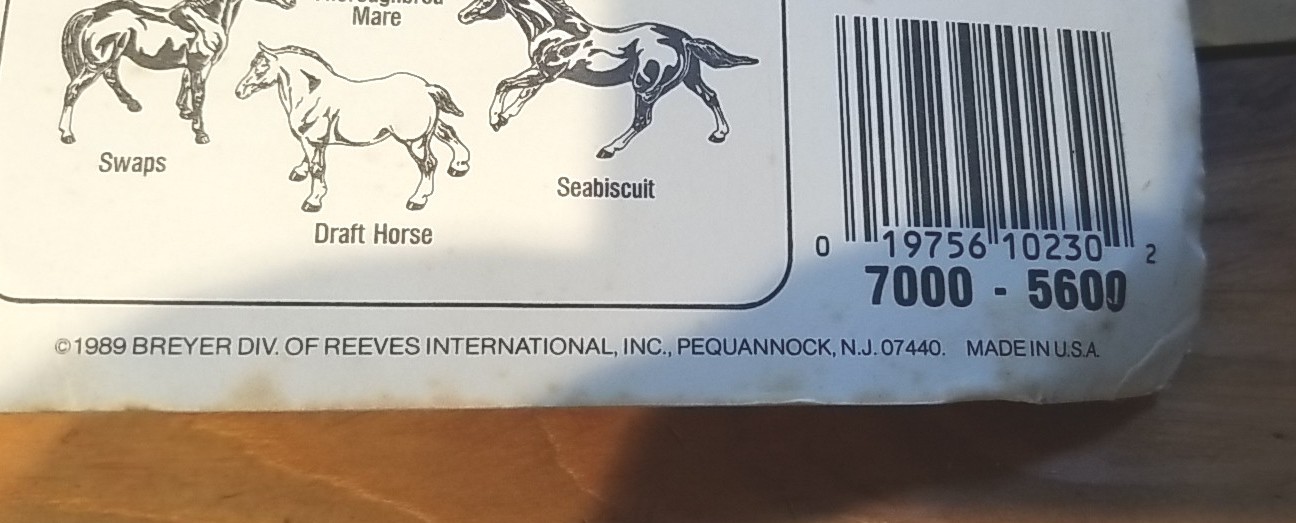 Thoroughbred
Mare
Swaps
Seabiscuit
Draft Horse
0 19756 10230 2
7000 - 5600
©1989 BREYER DIV. OF REEVES INTERNATIONAL, INC., PEQUANNOCK, N.J. 07440. MADE IN U.S.A.